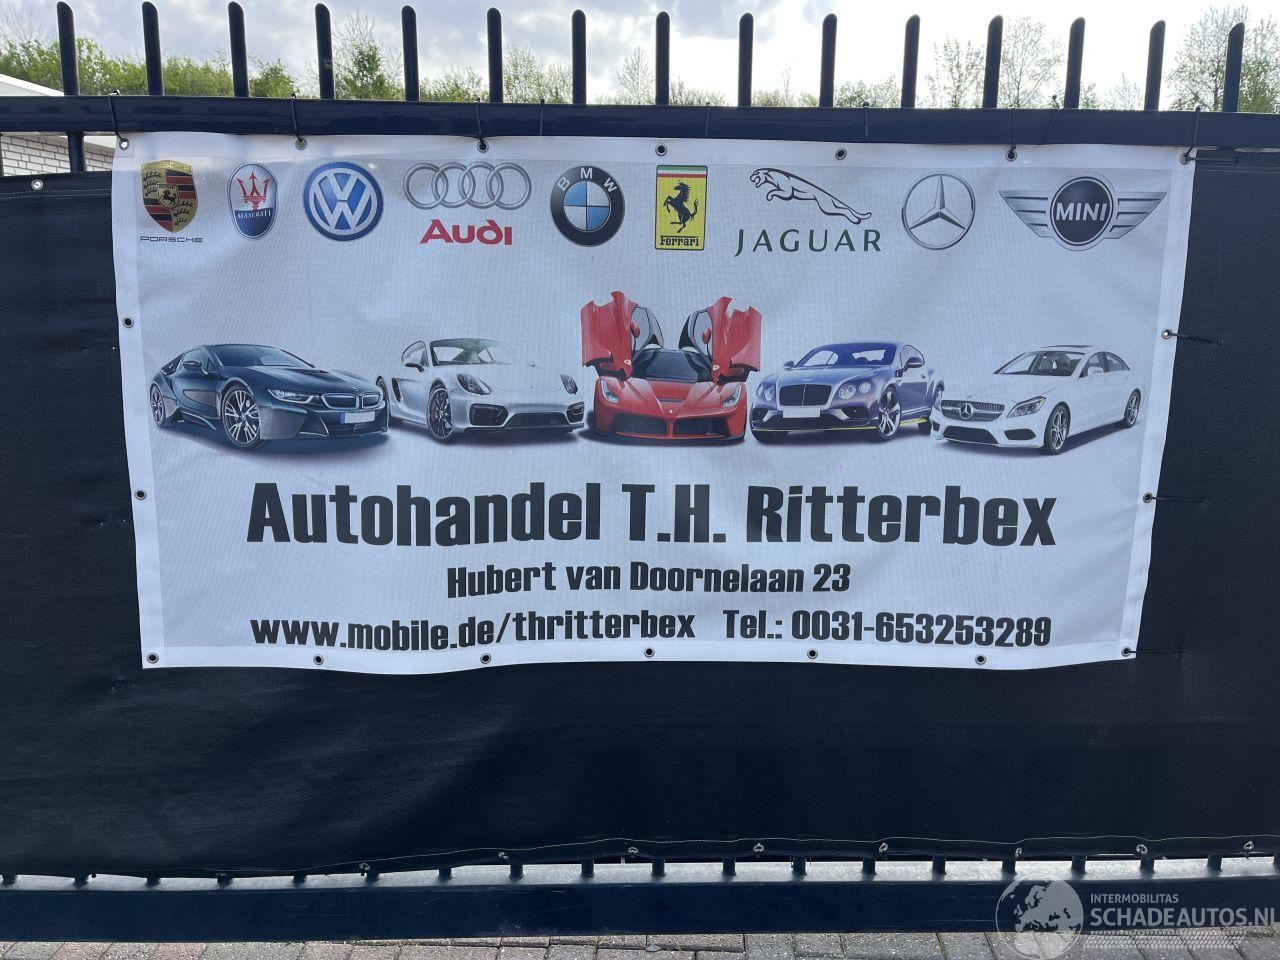 PORSCHE
MASERATI
Audi
BMW
Ferrari
JAGUAR
MINI
Autohandel T.H. Ritterbex
Hubert van Doornelaan 23
www.mobile.de/thritterbex Tel.: 0031-653253289
INTERMOBILITAS
SCHADEAUTOS.NL